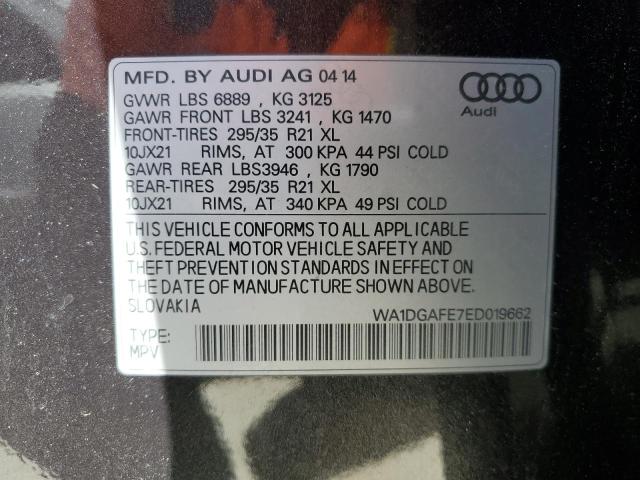 MFD. BY AUDI AG 04 14
GVWR LBS 6889 , KG 3125
GAWR FRONT LBS 3241 , KG 1470
FRONT-TIRES 295/35 R21 XL
10JX21 RIMS, AT 300 KPA 44 PSI COLD
GAWR REAR LBS3946 , KG 1790
REAR-TIRES 295/35 R21 XL
10JX21 RIMS, AT 340 KPA 49 PSI COLD
Audi
THIS VEHICLE CONFORMS TO ALL APPLICABLE
U.S. FEDERAL MOTOR VEHICLE SAFETY AND
THEFT PREVENTION STANDARDS IN EFFECT ON
THE DATE OF MANUFACTURE SHOWN ABOVE.
SLOVAKIA
WA1DGAFE7ED019662
TYPE:
MPV